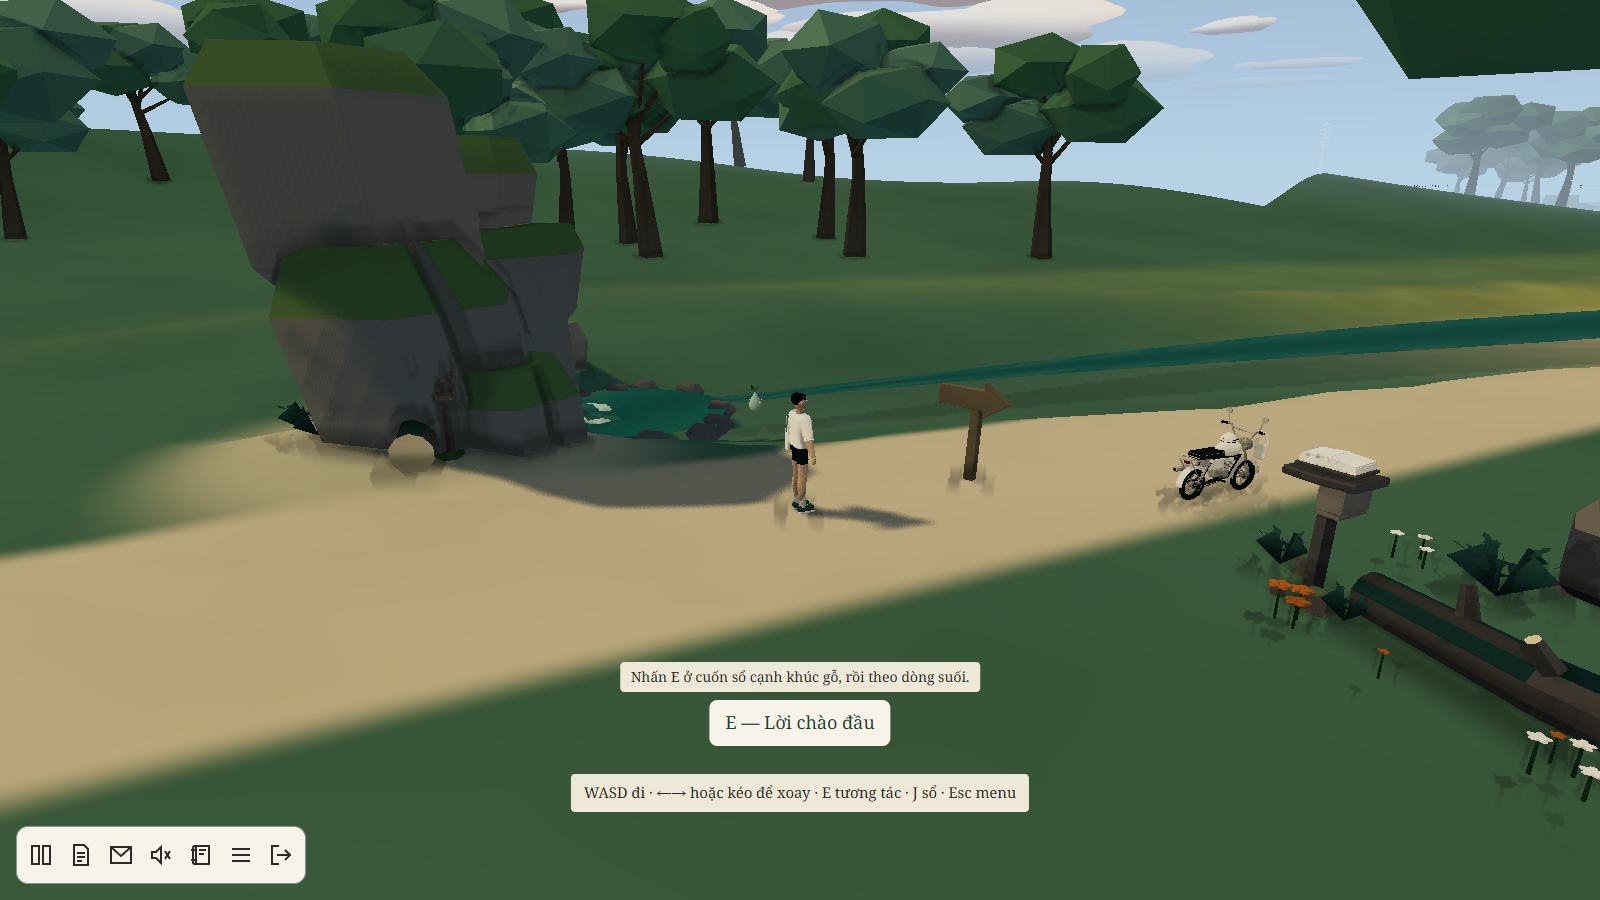 Nhấn E ở cuốn sổ cạnh khúc gỗ, rồi theo dòng suối.
E — Lời chào đầu
WASD đi · ←→ hoặc kéo để xoay · E tương tác · J sổ · Esc menu